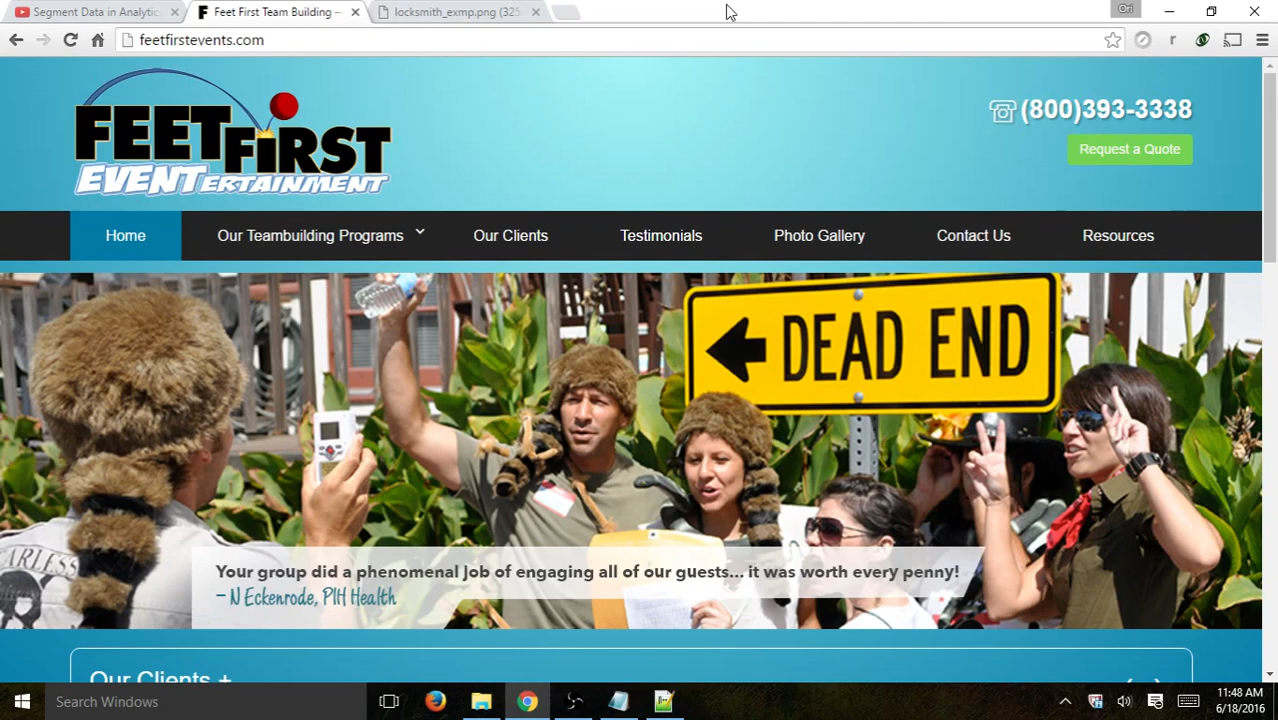 Segment Data in Analytic
Feet First Team Building –
locksmith_exmp.png (325
Ori
feetfirstevents.com
FEET FIRST
EVENTERTAINMENT
(800)393-3338
Request a Quote
Home
Our Teambuilding Programs
Our Clients
Testimonials
Photo Gallery
Contact Us
Resources
DEAD END
EARLESS
Your group did a phenomenal job of engaging all of our guests... it was worth every penny!
– N Eckenrode, PIH Health
Our Clients +
Search Windows
11:48 AM
6/18/2016